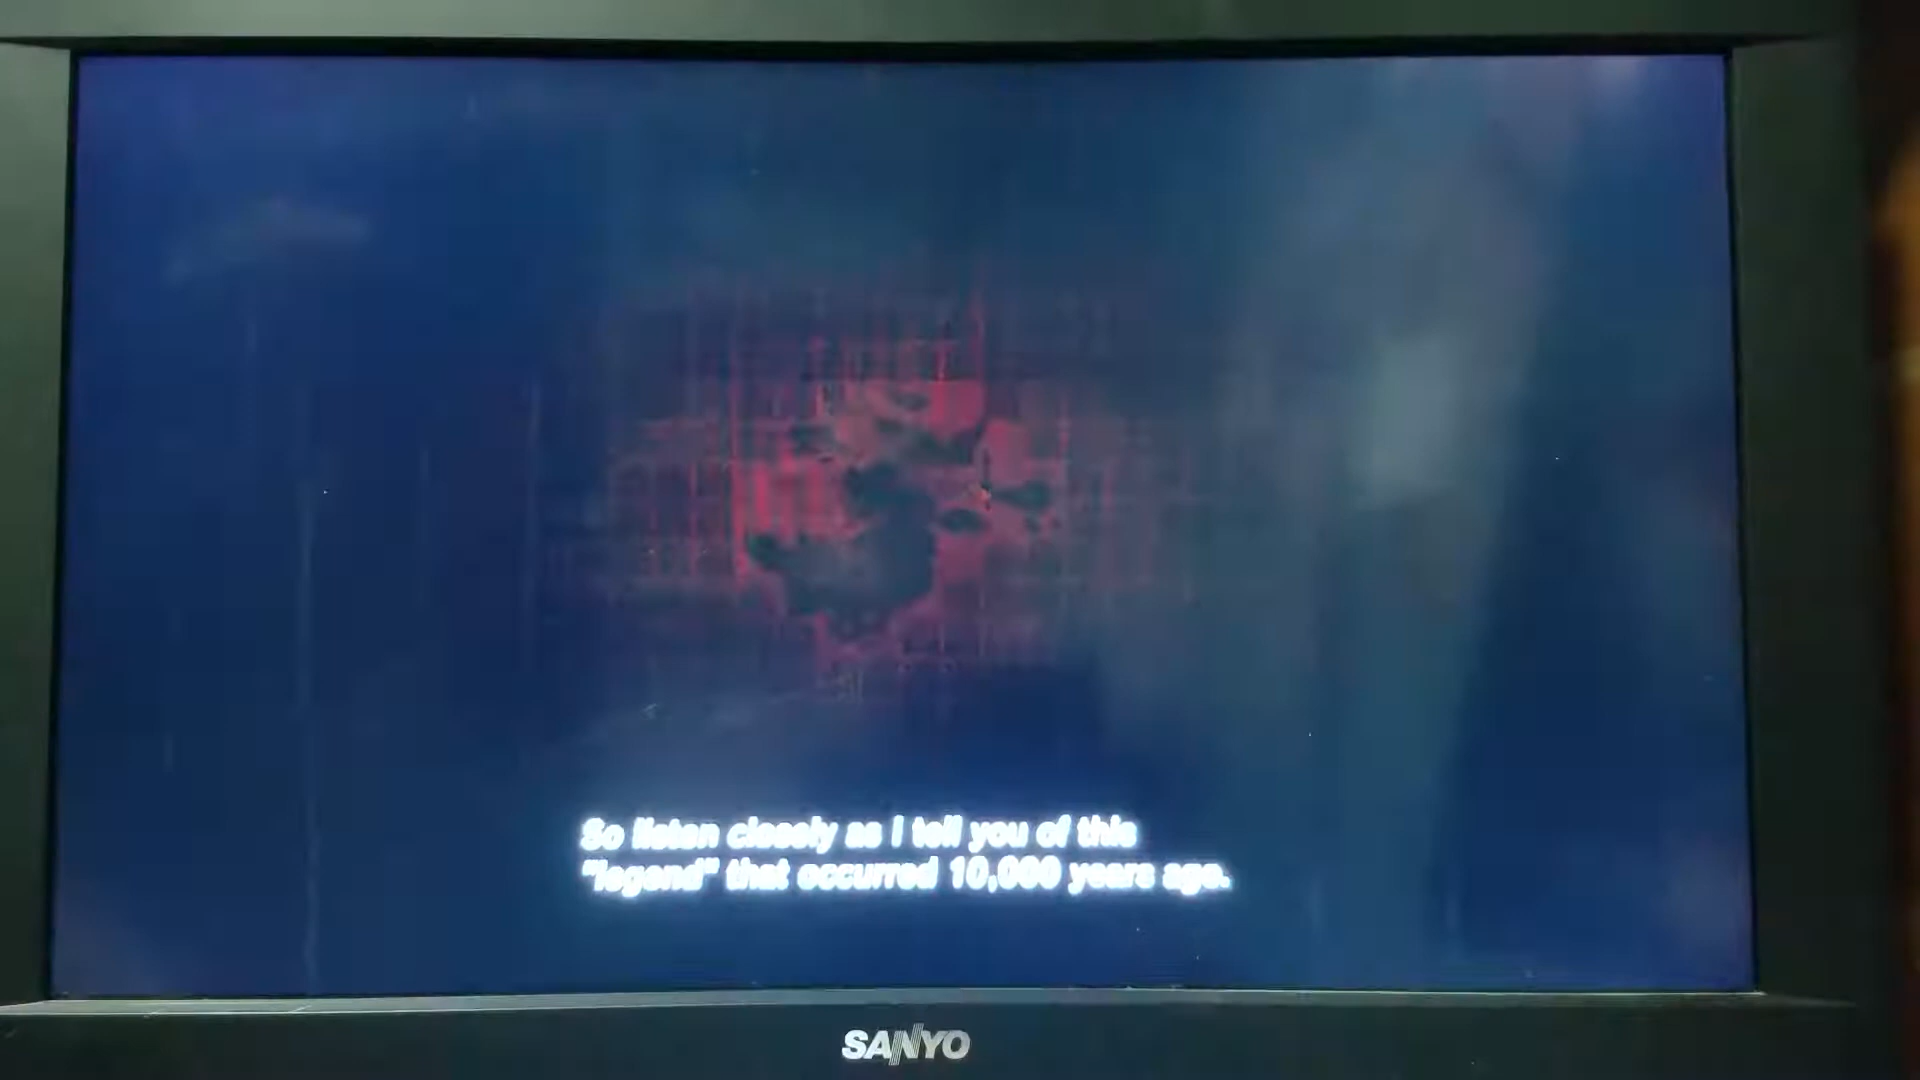 So listen closely as I tell you of this
"legend" that occurred 10,000 years ago.
SANYO